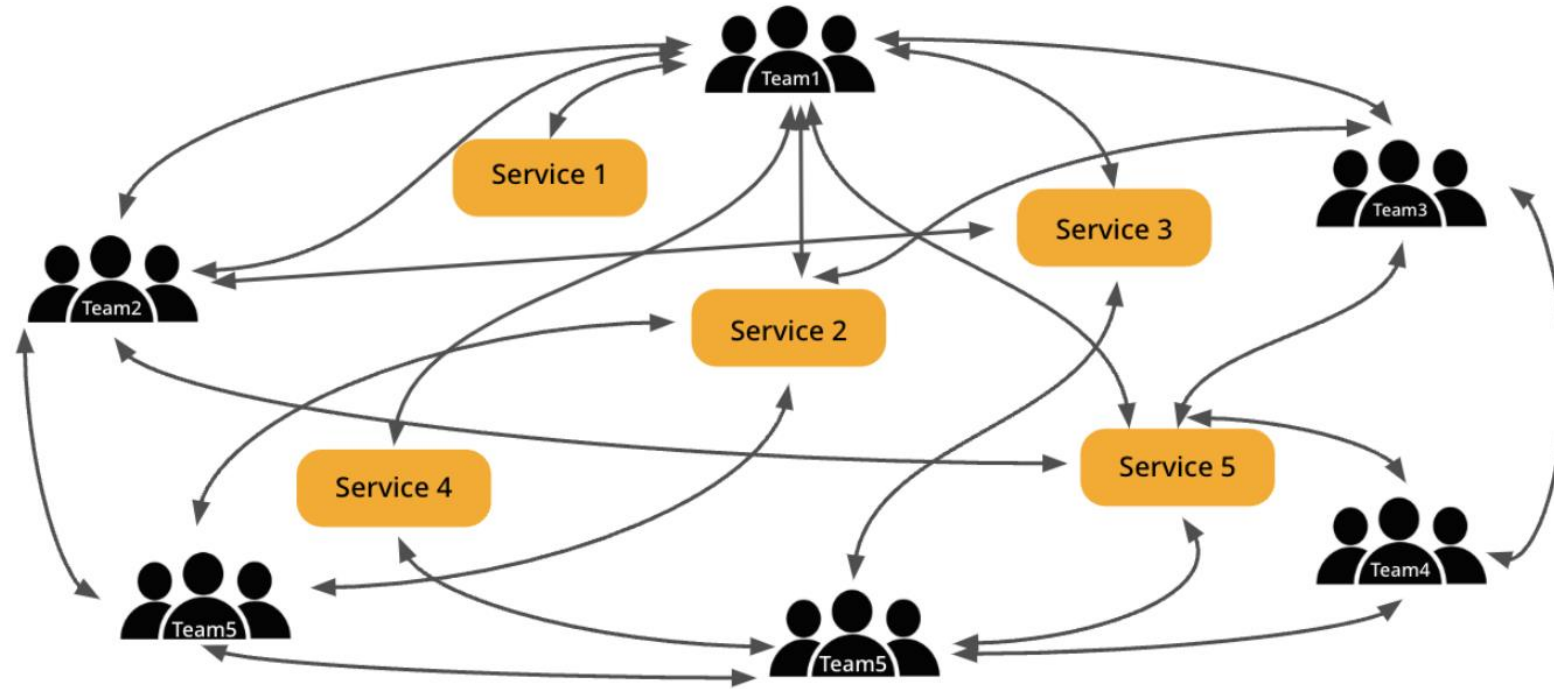 Team1
Service 1
Team3
Service 3
Team2
Service 2
Service 5
Service 4
Team4
Team5
Team5